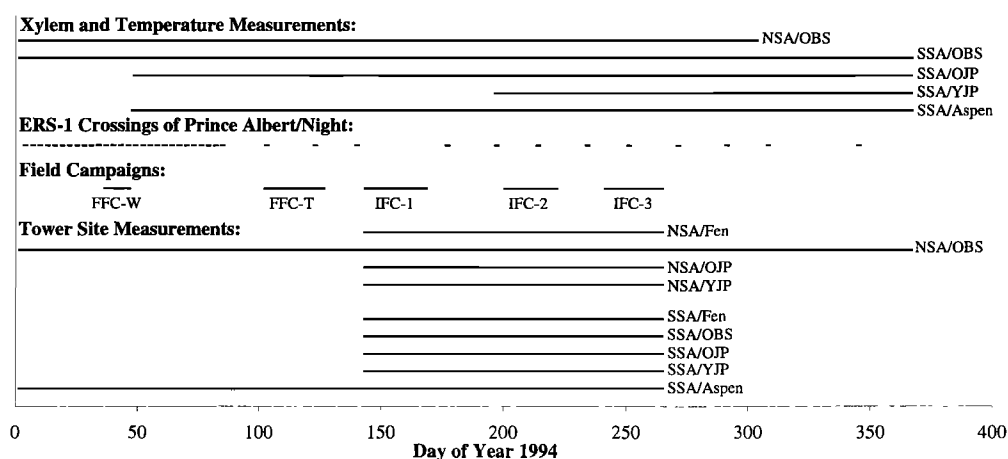 Xylem and Temperature Measurements:
NSA/OBS
SSA/OBS
SSA/OJP
SSA/YJP
SSA/Aspen
ERS-1 Crossings of Prince Albert/Night:
Field Campaigns:
FFC-W FFC-T IFC-1 IFC-2 IFC-3
Tower Site Measurements:
NSA/Fen
NSA/OBS
NSA/OJP
NSA/YJP
SSA/Fen
SSA/OBS
SSA/OJP
SSA/YJP
SSA/Aspen
0 50 100 150 200 250 300 350 400
Day of Year 1994